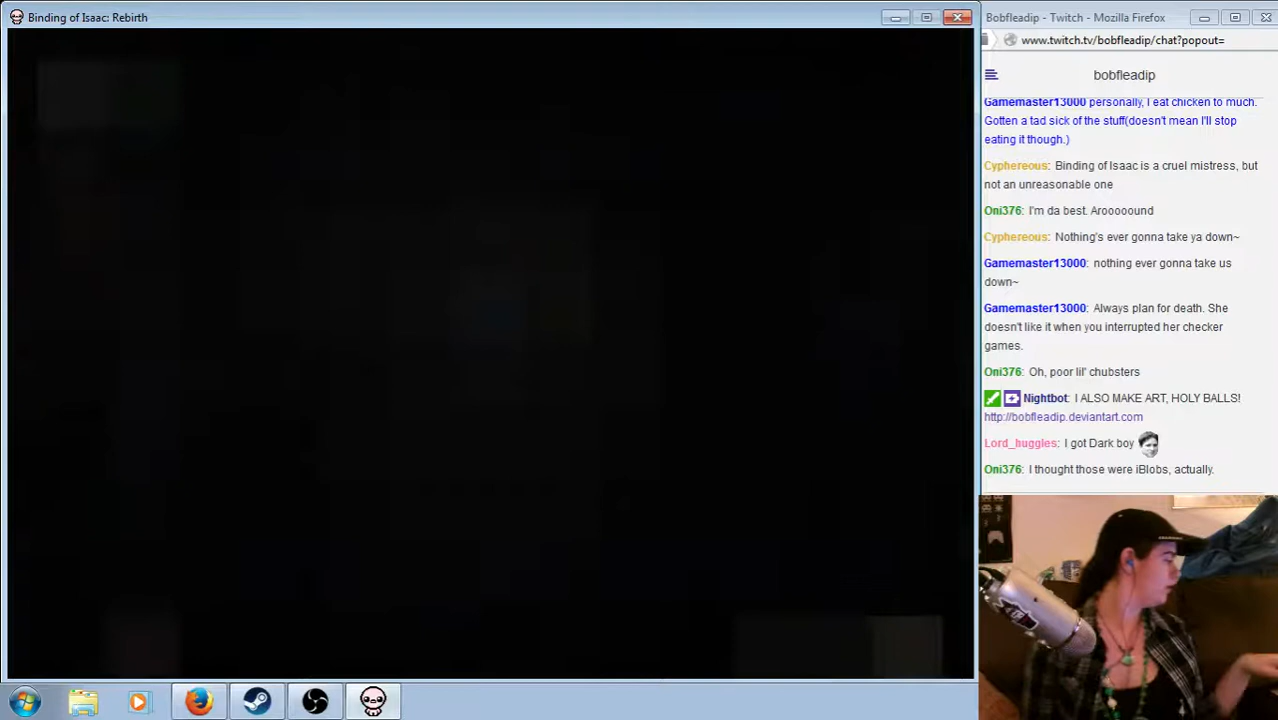 Binding of Isaac: Rebirth
Bobfleadip - Twitch - Mozilla Firefox
www.twitch.tv/bobfleadip/chat?popout=
bobfleadip
Gamemaster13000 personally, I eat chicken to much.
Gotten a tad sick of the stuff(doesn't mean I'll stop
eating it though.)
Cyphereous: Binding of Isaac is a cruel mistress, but
not an unreasonable one
Oni376: I'm da best. Arooooound
Cyphereous: Nothing's ever gonna take ya down~
Gamemaster13000: nothing ever gonna take us
down~
Gamemaster13000: Always plan for death. She
doesn't like it when you interrupted her checker
games.
Oni376: Oh, poor lil' chubsters
Nightbot: I ALSO MAKE ART, HOLY BALLS!
http://bobfleadip.deviantart.com
Lord_huggles: I got Dark boy
Oni376: I thought those were iBlobs, actually.